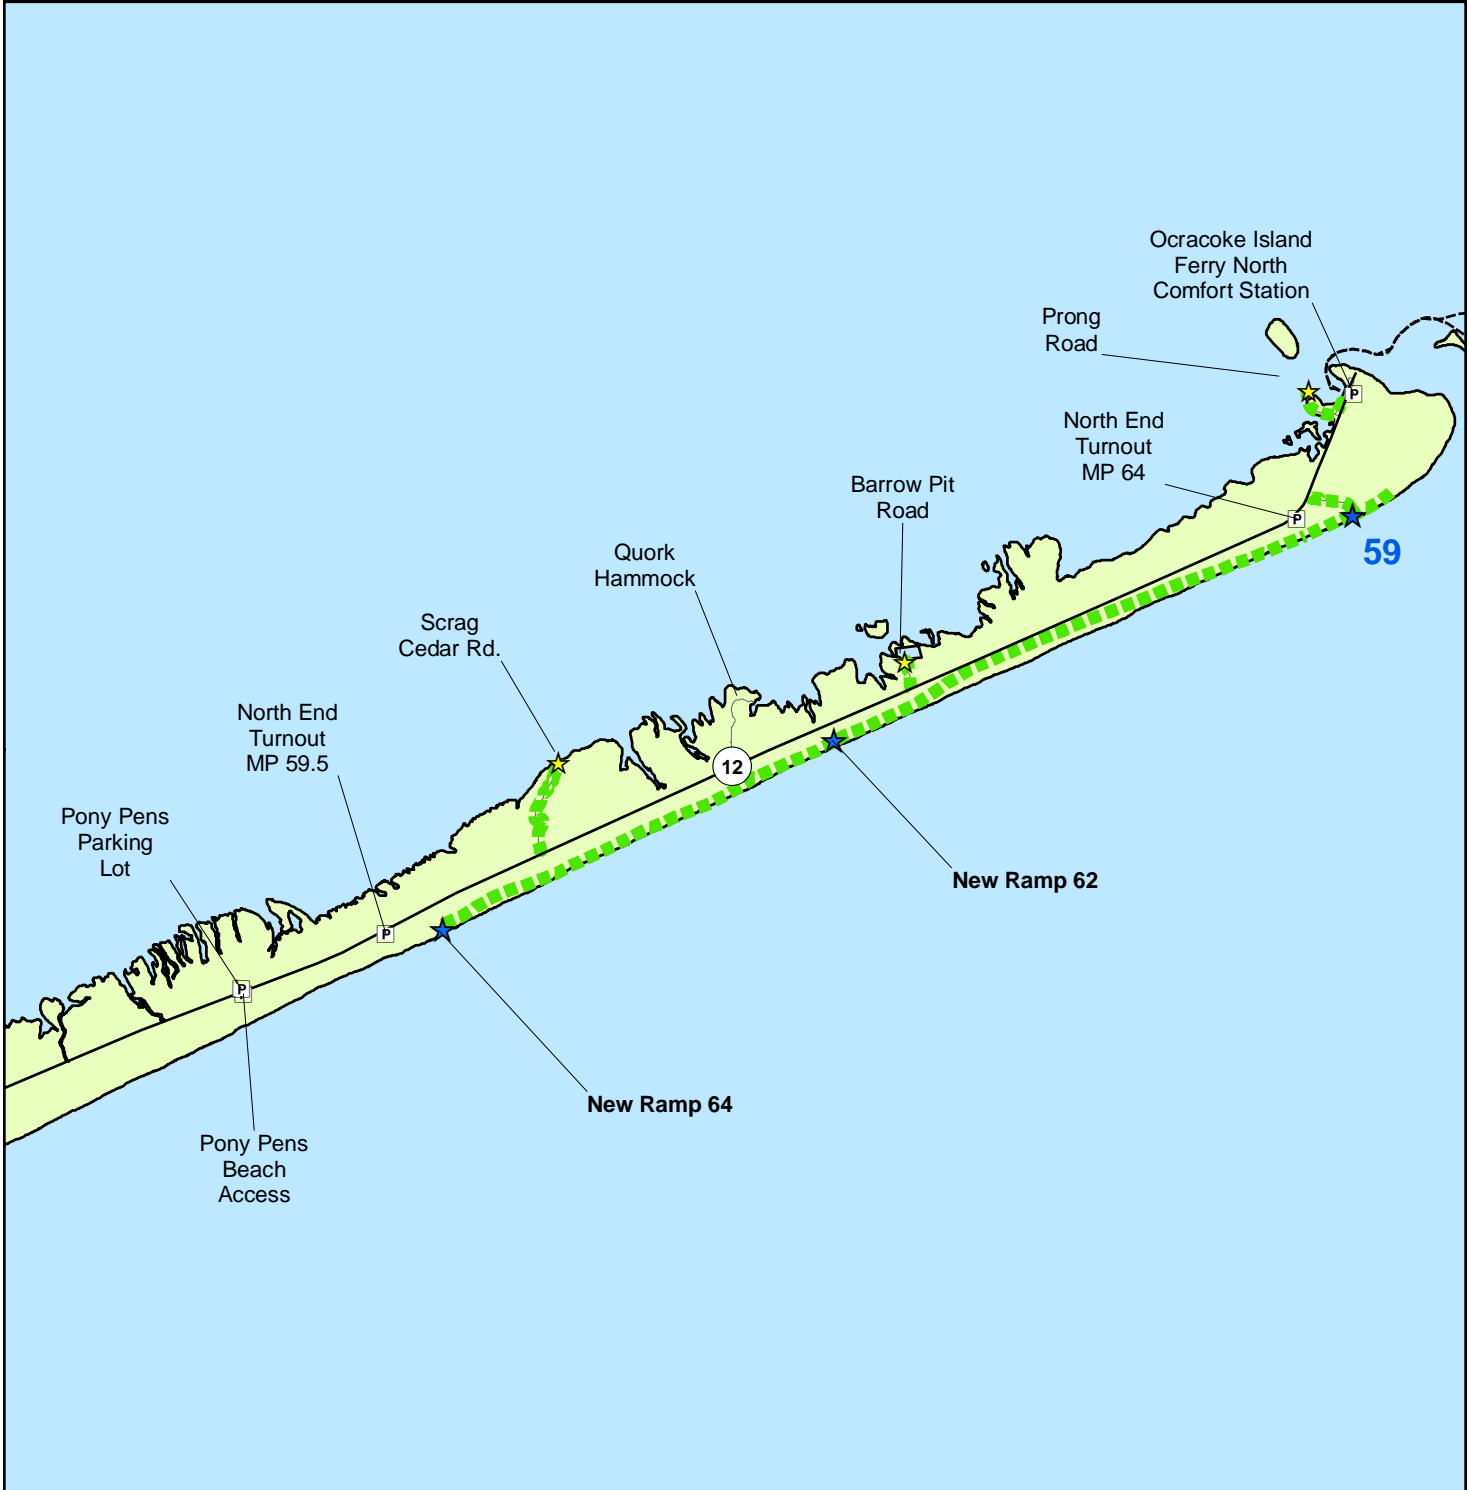 Ocracoke Island
Ferry North
Comfort Station
Prong
Road
P
North End
Turnout
MP 64
Barrow Pit
Road
P
59
Quork
Hammock
Scrag
Cedar Rd.
North End
Turnout
MP 59.5
12
Pony Pens
Parking
Lot
New Ramp 62
P
P
New Ramp 64
Pony Pens
Beach
Access